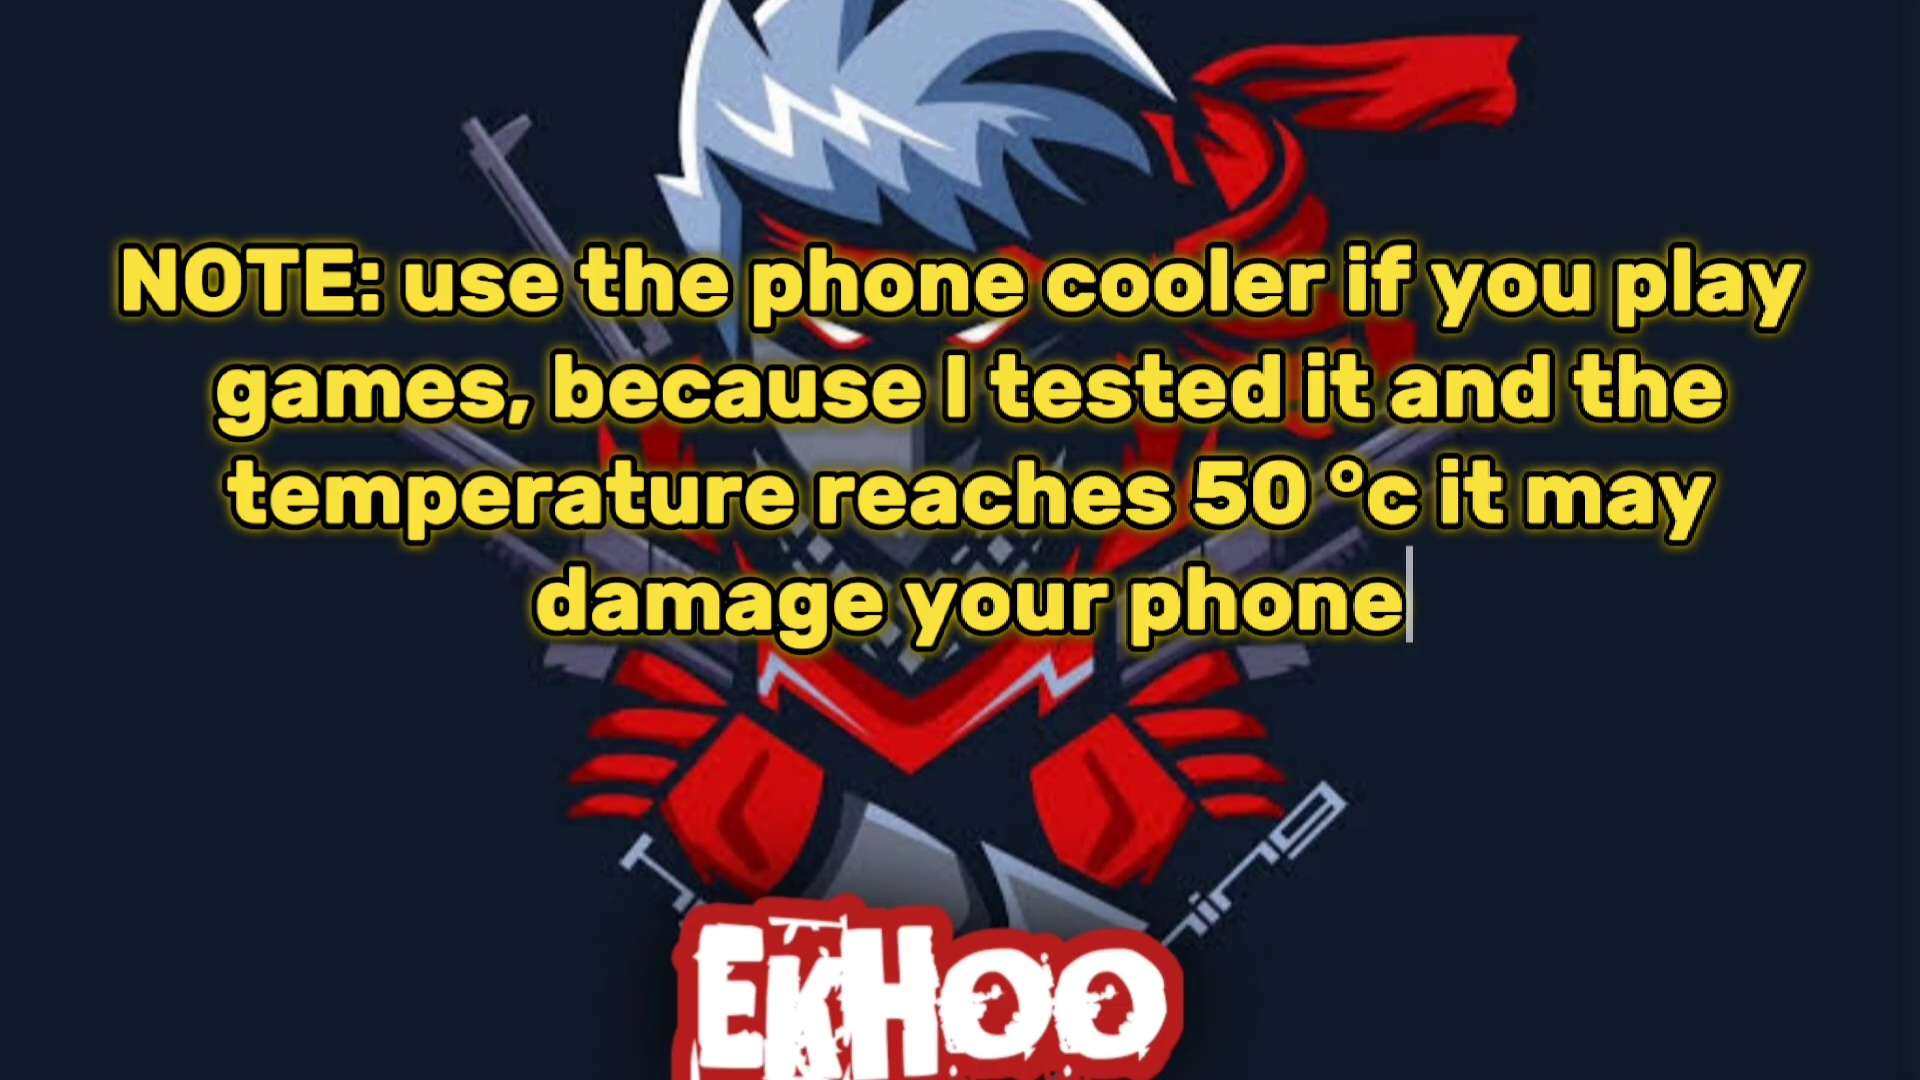 NOTE: use the phone cooler if you play
games, because I tested it and the
temperature reaches 50 °c it may
damage your phone
EKHOO